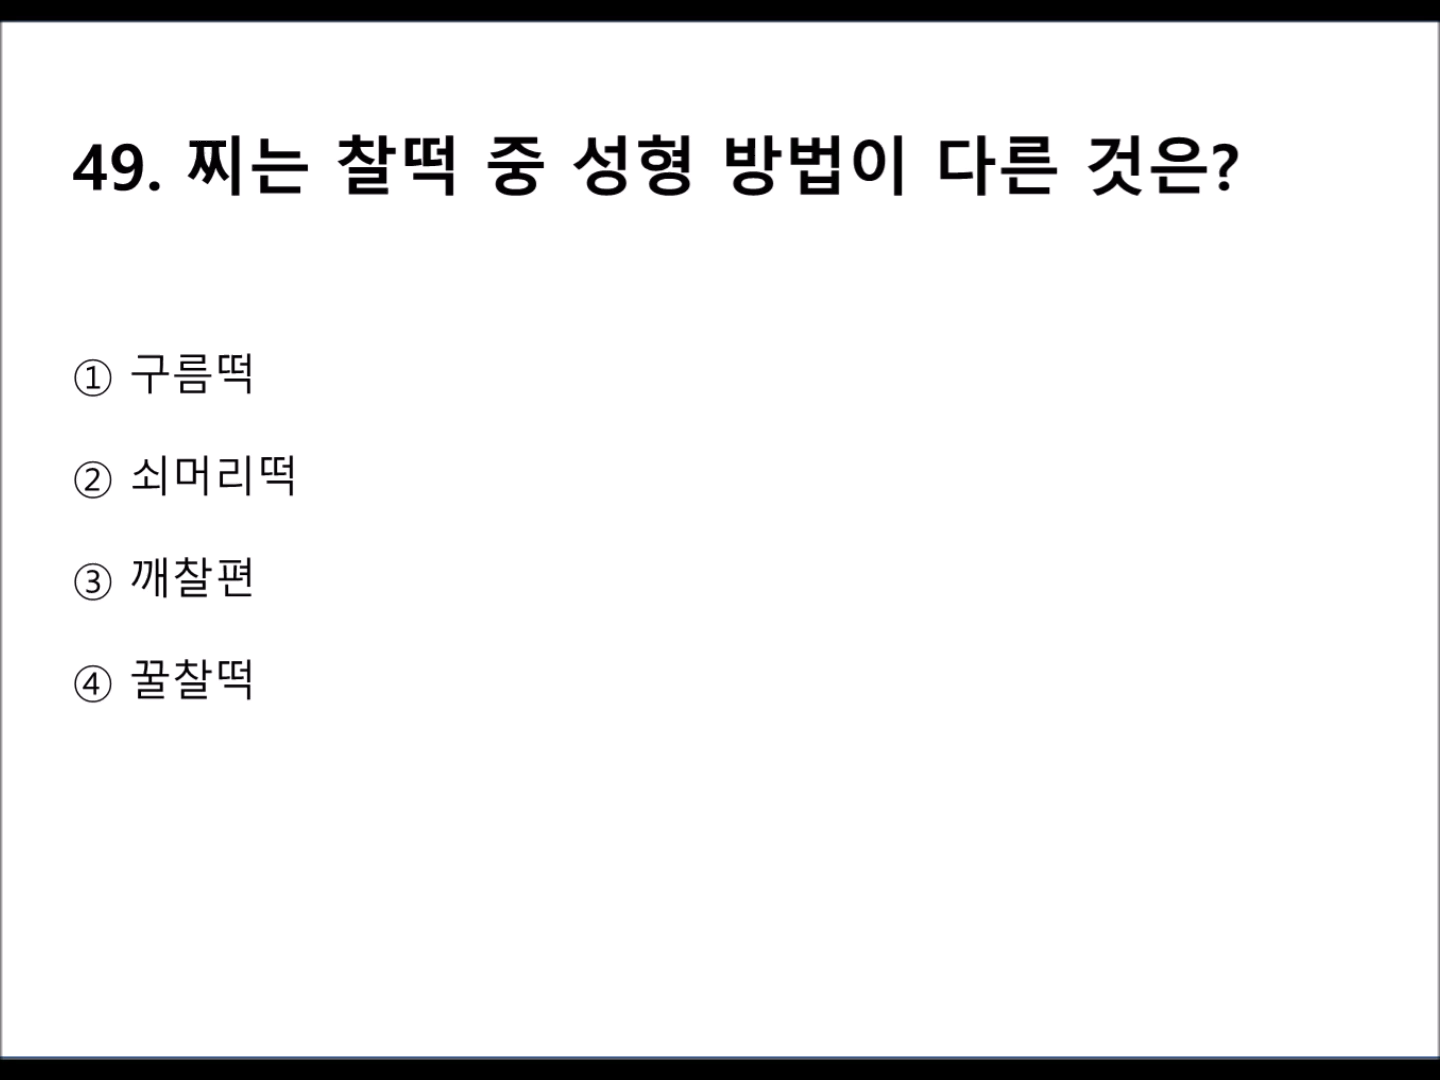 49. 찌는 찰떡 중 성형 방법이 다른 것은?
① 구름떡
② 쇠머리떡
③ 깨찰편
④ 꿀찰떡